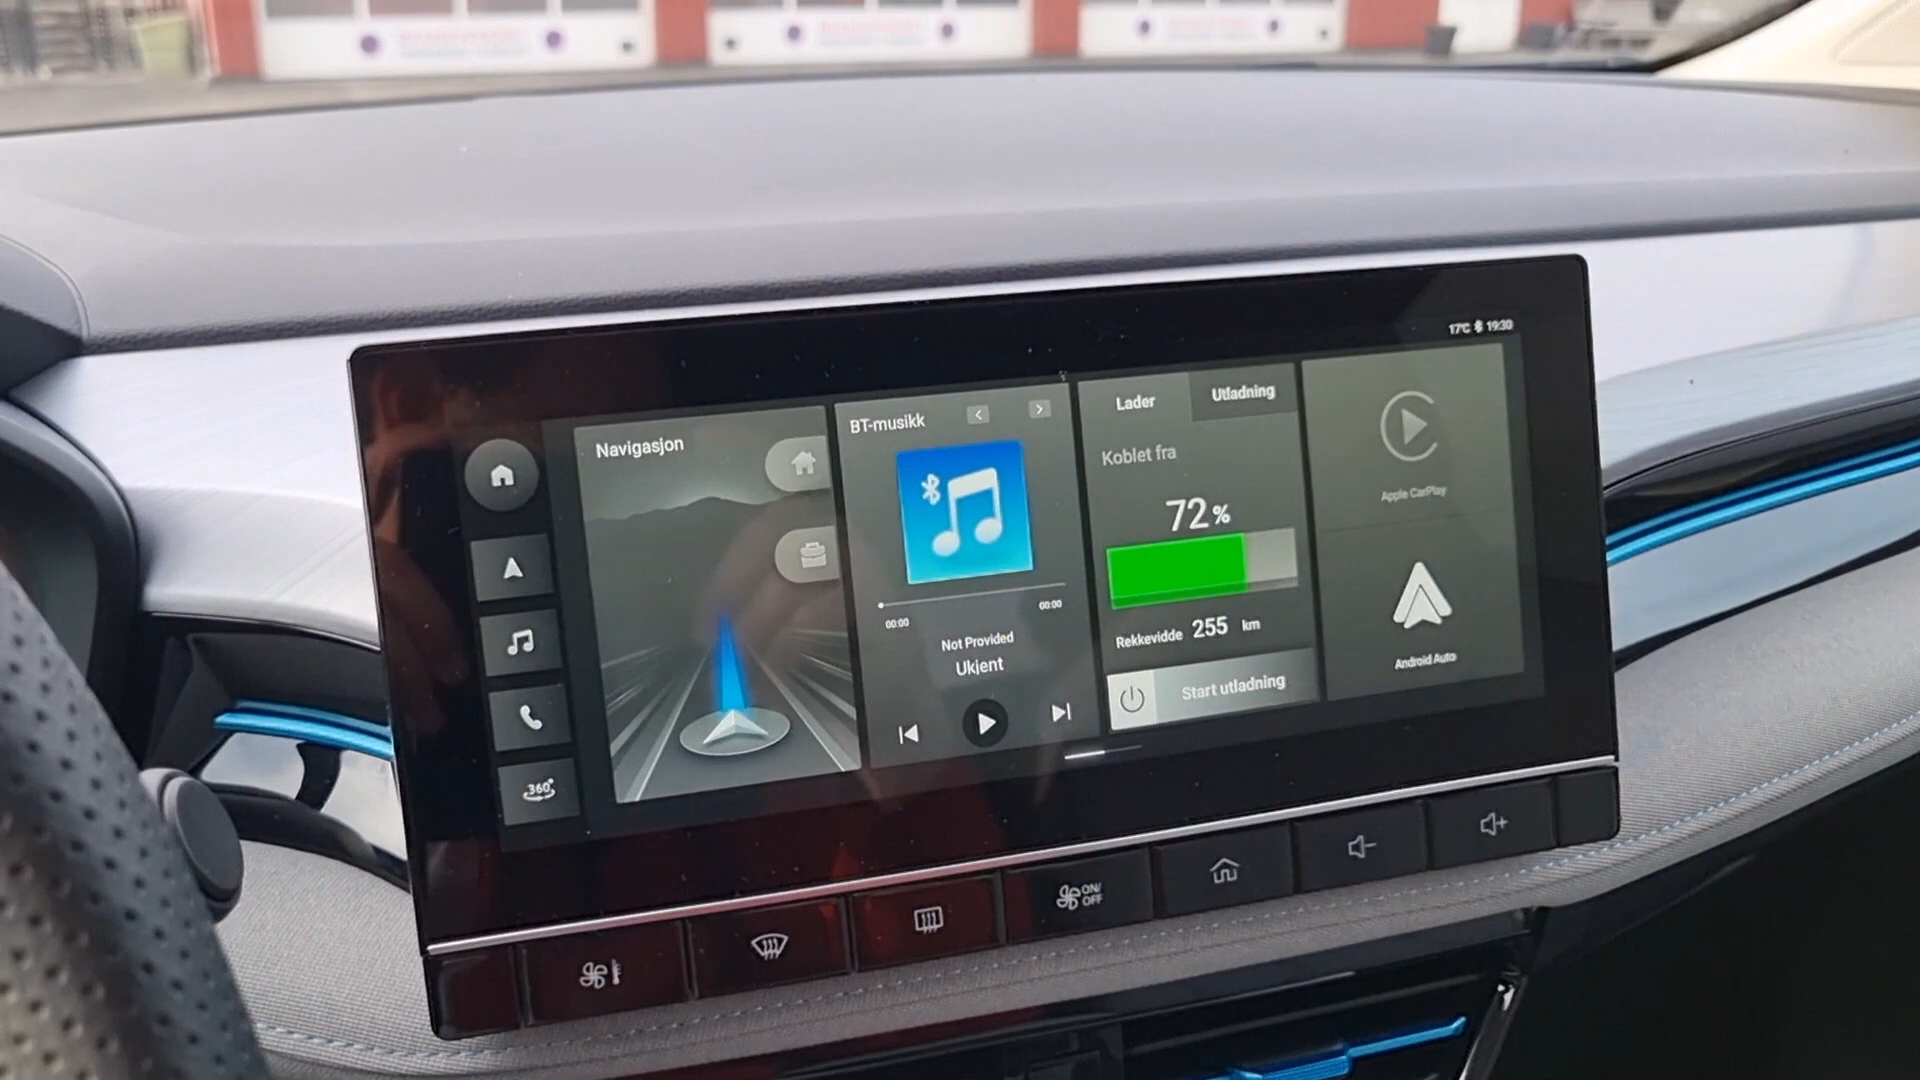 17℃ 19:30
Navigasjon
BT-musikk
00:00
00:00
Not Provided
Ukjent
Lader
Utladning
Koblet fra
72%
Rekkevidde 255 km
Start utladning
Apple CarPlay
Android Auto
360°
ON/
OFF